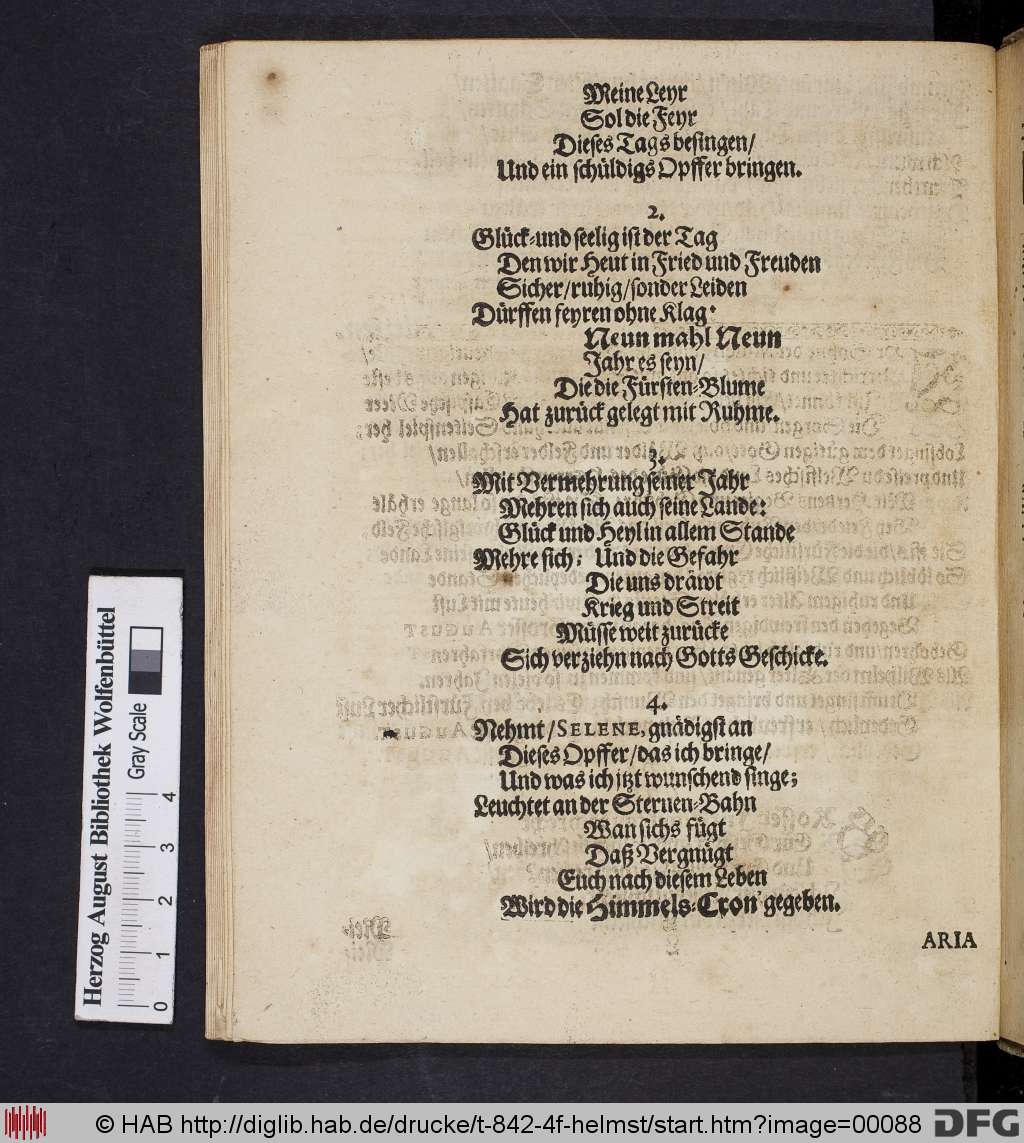 Meine Leyr
Sol die Feyr
Dieses Tags besingen/
Und ein schüldigs Opffer bringen.
2.
Glück-und seelig ist der Tag
Den wir Heut in Fried und Freuden
Sicher/ruhig/sonder Leiden
Dürffen feyren ohne Klag.
Neun mahl Neun
Jahr es seyn/
Die die Fürsten-Blume
Hat zurück gelegt mit Ruhme.
3.
Mit Vermehrung seiner Jahr
Mehren sich auch seine Lande:
Glück und Heyl in allem Stande
Mehre sich; Und die Gefahr
Die uns dräwt
Krieg und Streit
Müsse weit zurücke
Sich verziehn nach Gotts Geschicke.
4.
Nehmt/SELENE, gnädigst an
Dieses Opffer/das ich bringe/
Und was ich itzt wunschend singe;
Leuchtet an der Sternen-Bahn
Wan sichs fügt
Daß Vergnügt
Euch nach diesem Leben
Wird die Himmels-Cron' gegeben.
ARIA
Herzog August Bibliothek Wolfenbüttel
Gray Scale
0 1 2 3 4
© HAB http://diglib.hab.de/drucke/t-842-4f-helmst/start.htm?image=00088
DFG